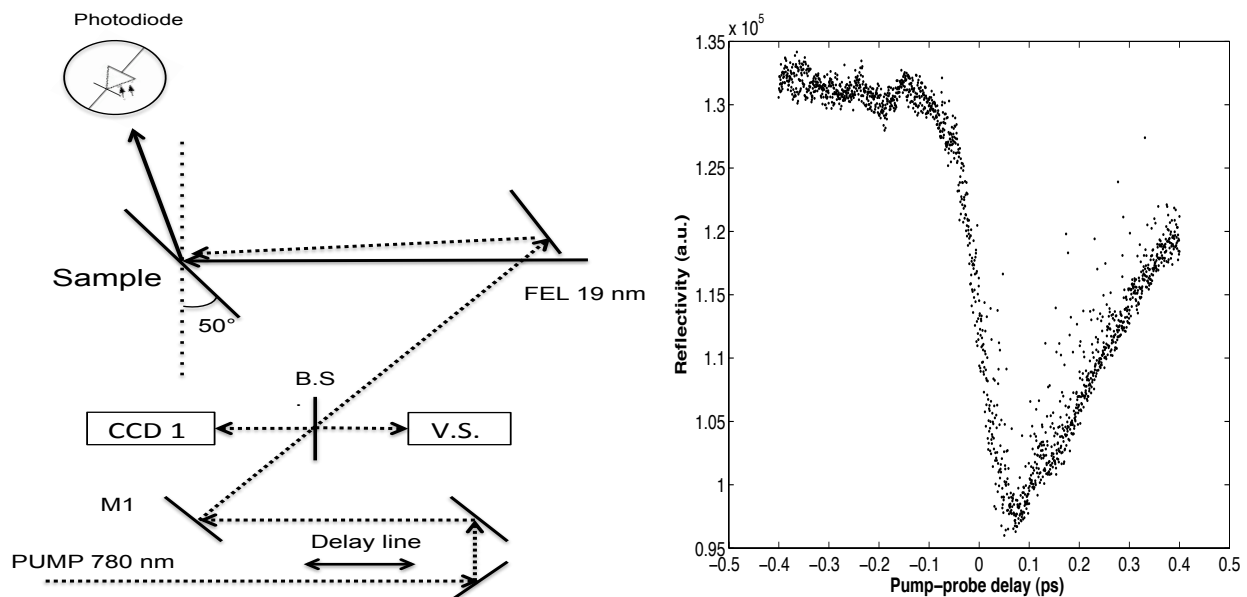 Photodiode
Sample
50°
FEL 19 nm
B.S
.
CCD 1
V.S.
M1
Delay line
PUMP 780 nm
x 10⁵
1.35
1.3
1.25
1.2
1.15
1.1
1.05
1
0.95
Reflectivity (a.u.)
−0.5 −0.4 −0.3 −0.2 −0.1 0 0.1 0.2 0.3 0.4 0.5
Pump−probe delay (ps)